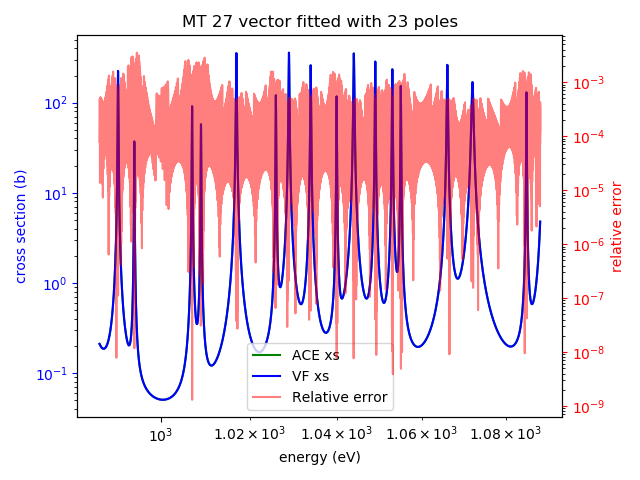 MT 27 vector fitted with 23 poles
cross section (b)
10²
10¹
10⁰
10⁻¹
10⁻³
10⁻⁴
10⁻⁵
10⁻⁶
10⁻⁷
10⁻⁸
10⁻⁹
relative error
ACE xs
VF xs
Relative error
10³ 1.02 × 10³ 1.04 × 10³ 1.06 × 10³ 1.08 × 10³
energy (eV)